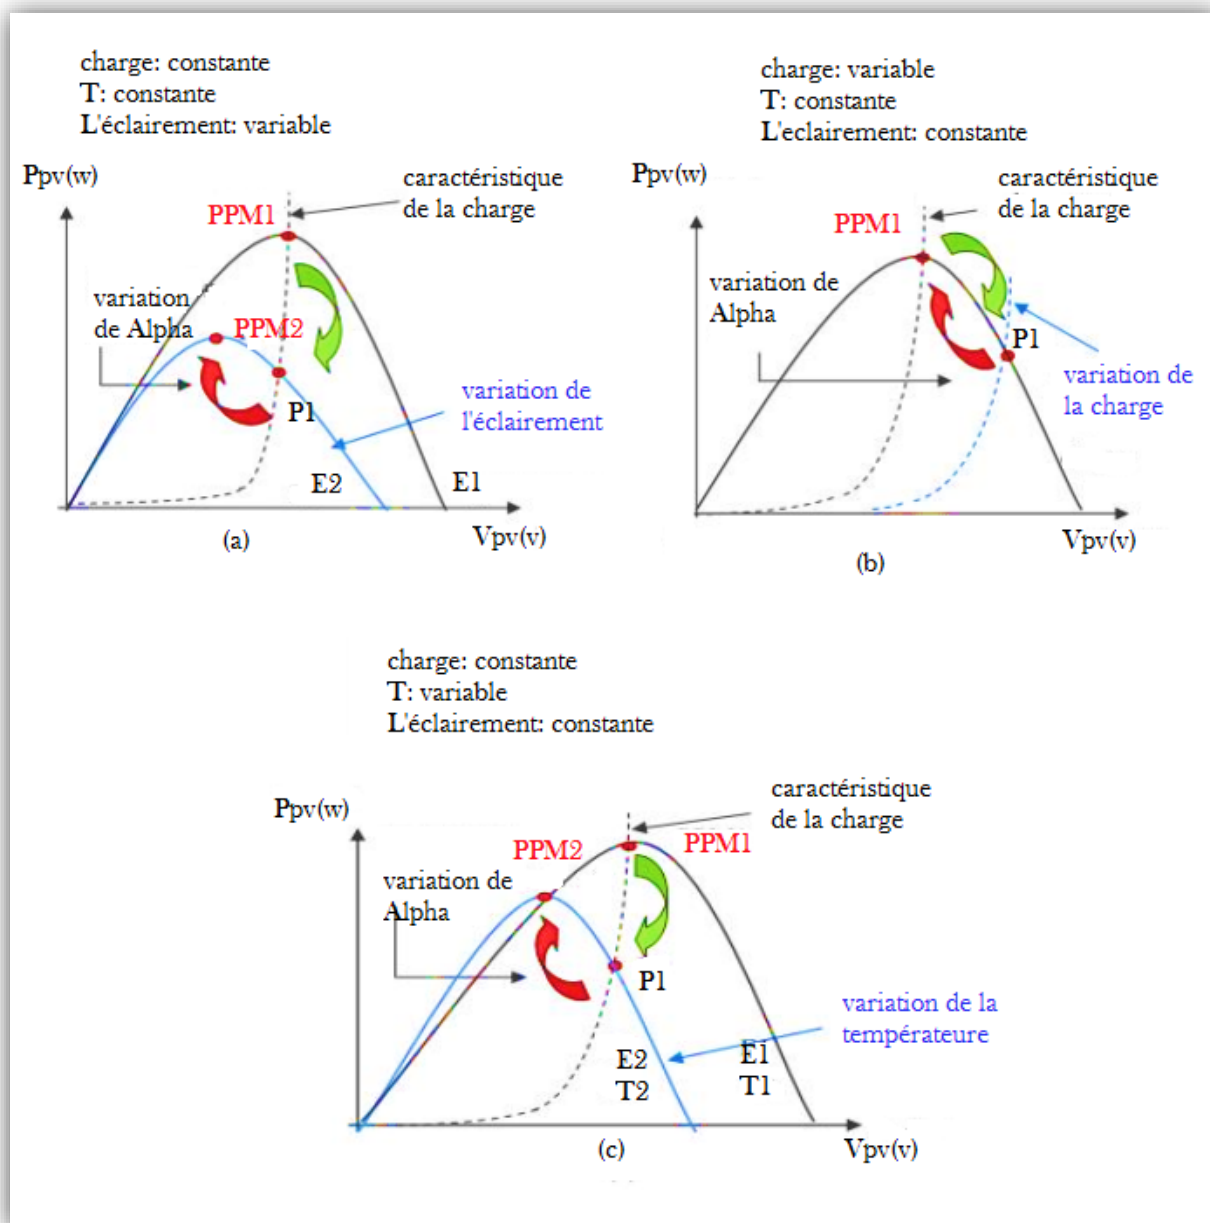 charge: constante
T: constante
L'éclairement: variable
Ppv(w)
caractéristique
de la charge
PPM1
variation
de Alpha
PPM2
P1
variation de
l'éclairement
E2
E1
Vpv(v)
(a)
charge: variable
T: constante
L'eclairement: constante
Ppv(w)
caractéristique
de la charge
PPM1
variation de
Alpha
P1
variation de
la charge
Vpv(v)
(b)
charge: constante
T: variable
L'éclairement: constante
Ppv(w)
caractéristique
de la charge
PPM2
PPM1
variation de
Alpha
P1
variation de la
températeure
E2
T2
E1
T1
Vpv(v)
(c)